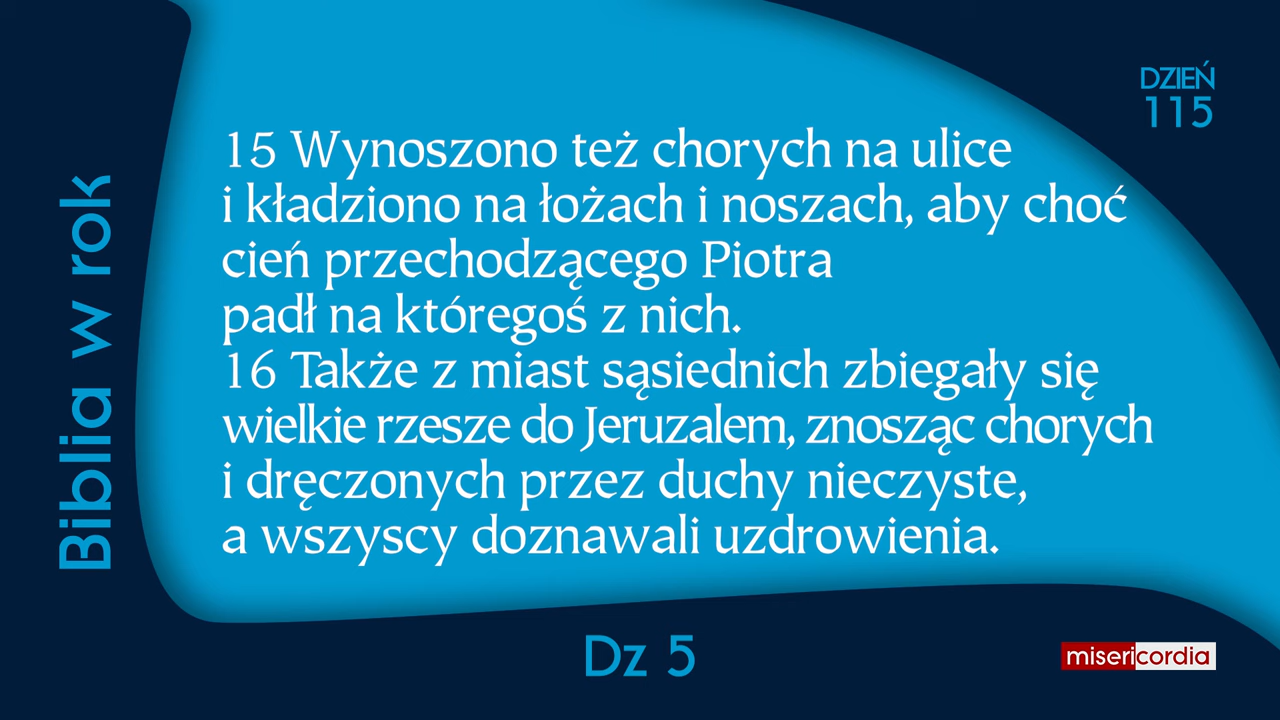 DZIEŃ
115
15 Wynoszono też chorych na ulice
i kładziono na łożach i noszach, aby choć
cień przechodzącego Piotra
padł na któregoś z nich.
16 Także z miast sąsiednich zbiegały się
wielkie rzesze do Jeruzalem, znosząc chorych
i dręczonych przez duchy nieczyste,
a wszyscy doznawali uzdrowienia.
Biblia w rok
Dz 5
misericordia